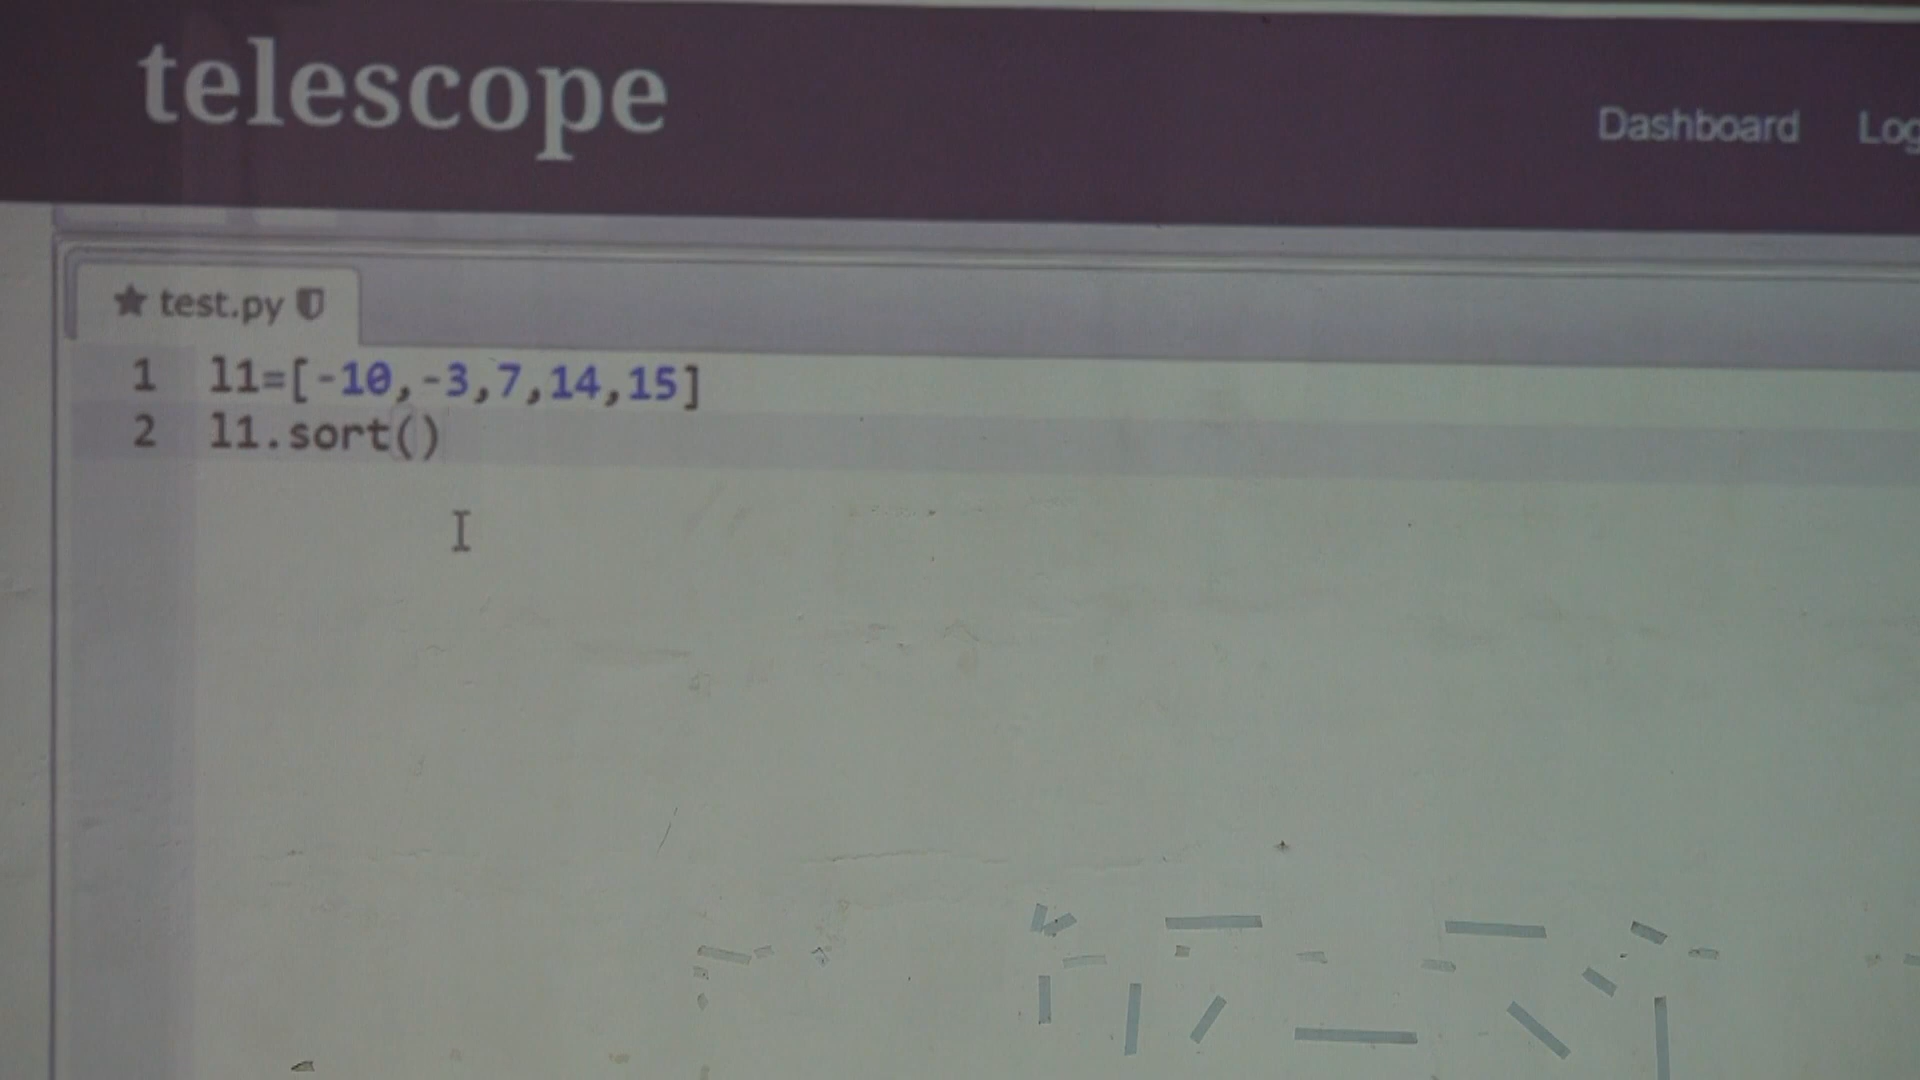 telescope
Dashboard
test.py
1 l1=[-10,-3,7,14,15]
2 l1.sort()